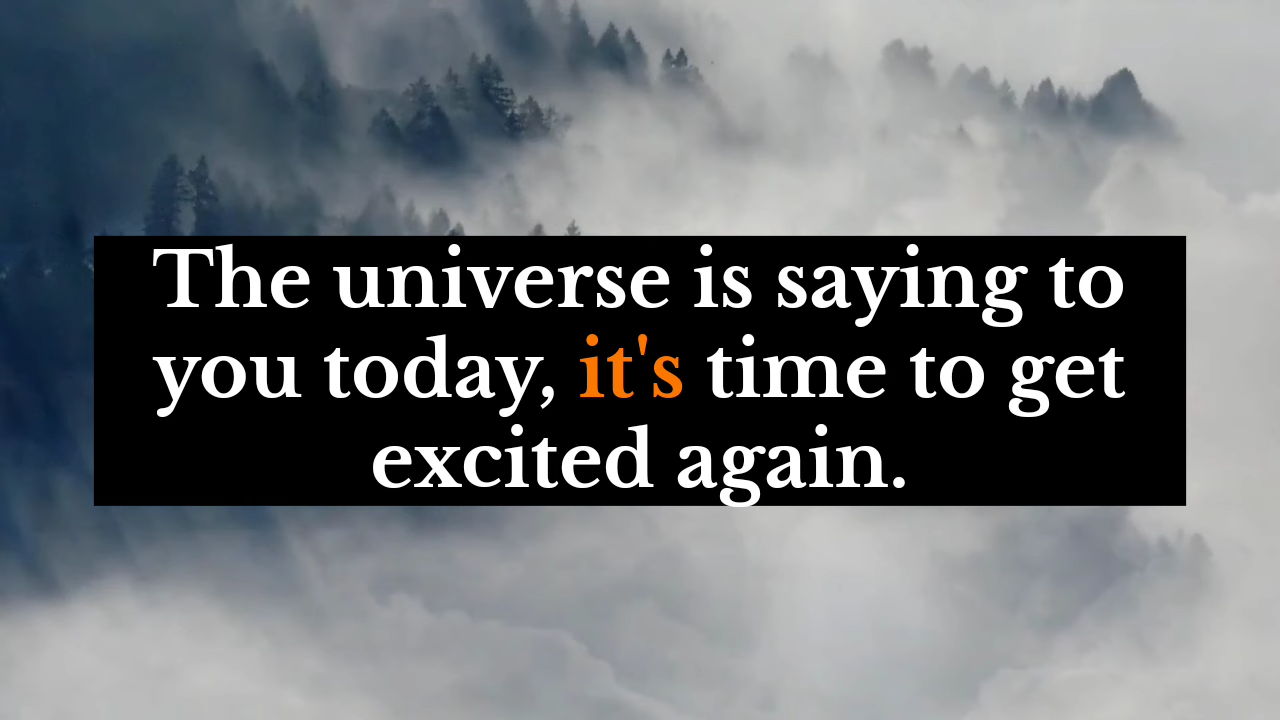 The universe is saying to
you today, it's time to get
excited again.